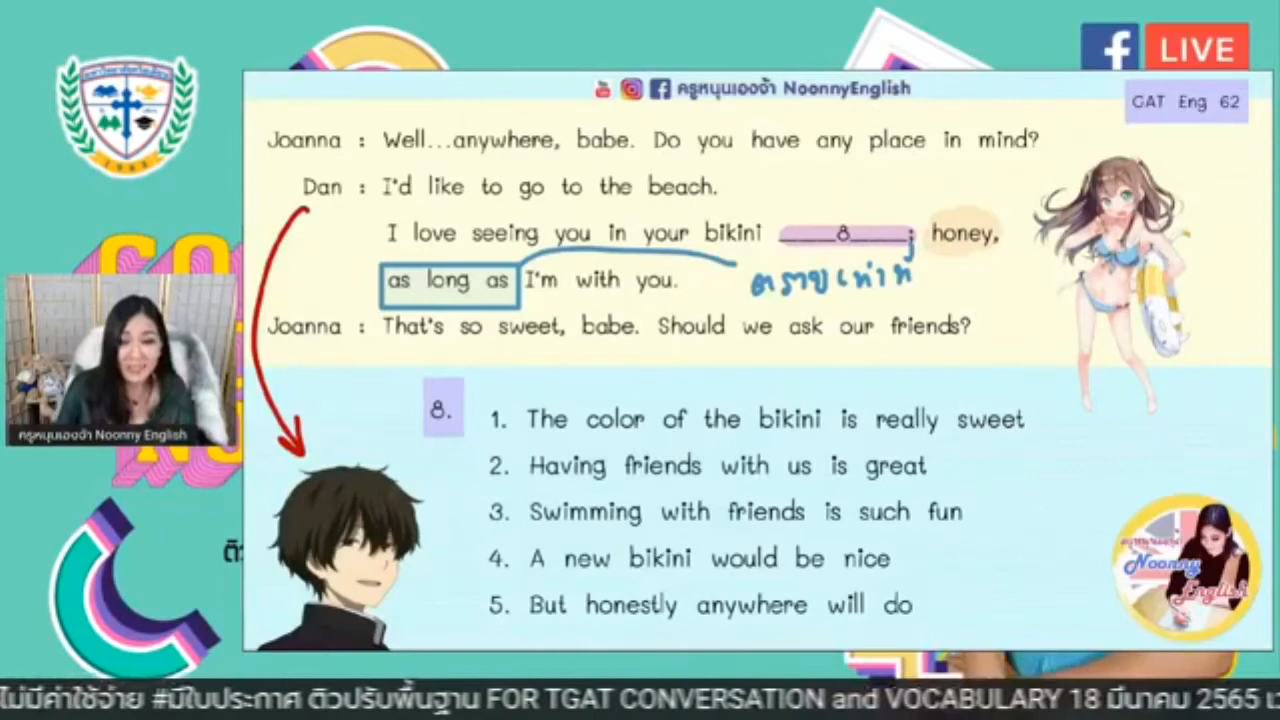 LIVE
ครูหนุนเองจ้า NoonnyEnglish
GAT Eng 62
Joanna : Well...anywhere, babe. Do you have any place in mind?
Dan : I'd like to go to the beach.
I love seeing you in your bikini ____8____; honey,
as long as I'm with you.
ตราบเท่าที่
Joanna : That's so sweet, babe. Should we ask our friends?
8.
1. The color of the bikini is really sweet
2. Having friends with us is great
3. Swimming with friends is such fun
4. A new bikini would be nice
5. But honestly anywhere will do
ครูหนุนเองจ้า Noonny English
Noonny
English
ไม่มีค่าใช้จ่าย #มีใบประกาศ ติวปรับพื้นฐาน FOR TGAT CONVERSATION and VOCABULARY 18 มีนาคม 2565